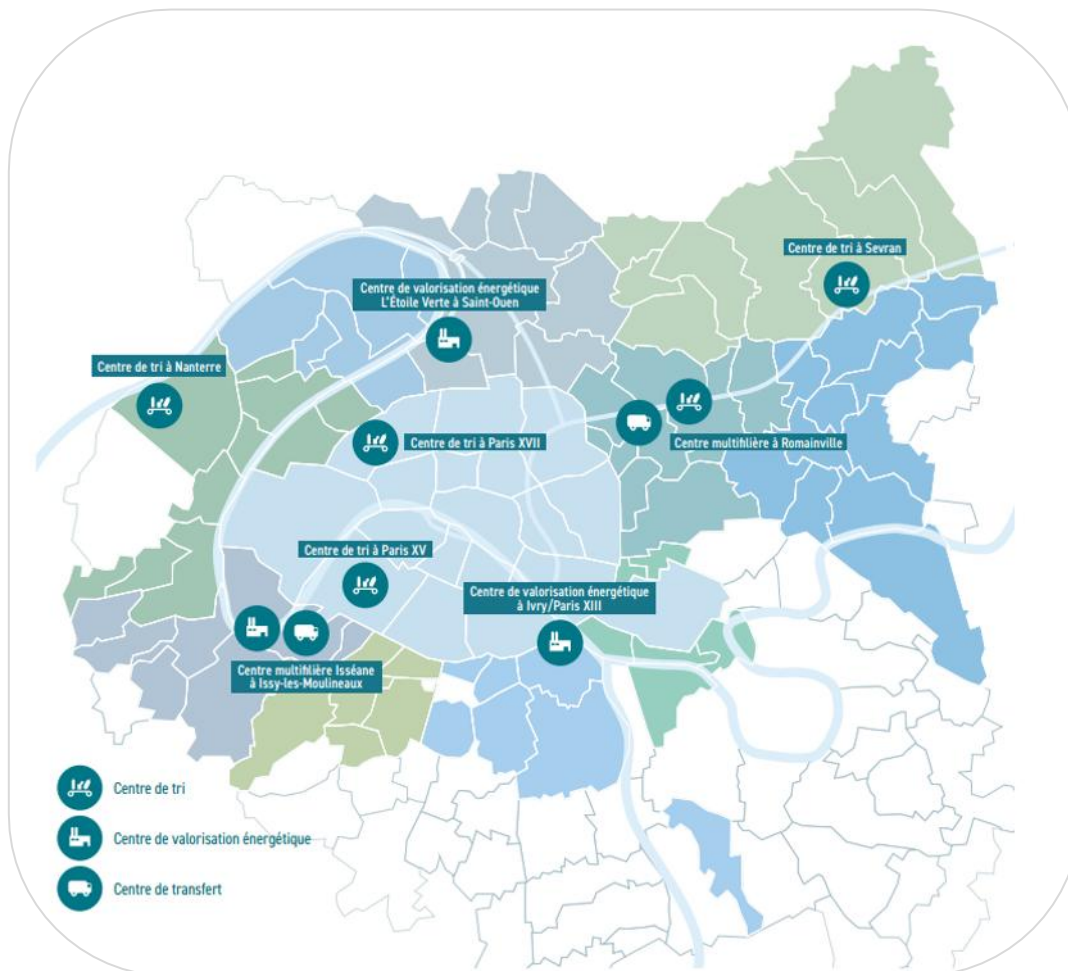 Centre de tri à Sevran
Centre de valorisation énergétique
L'Étoile Verte à Saint-Ouen
Centre de tri à Nanterre
Centre de tri à Paris XVII
Centre multifilière à Romainville
Centre de tri à Paris XV
Centre de valorisation énergétique
à Ivry/Paris XIII
Centre multifilière Isséane
à Issy-les-Moulineaux
Centre de tri
Centre de valorisation énergétique
Centre de transfert